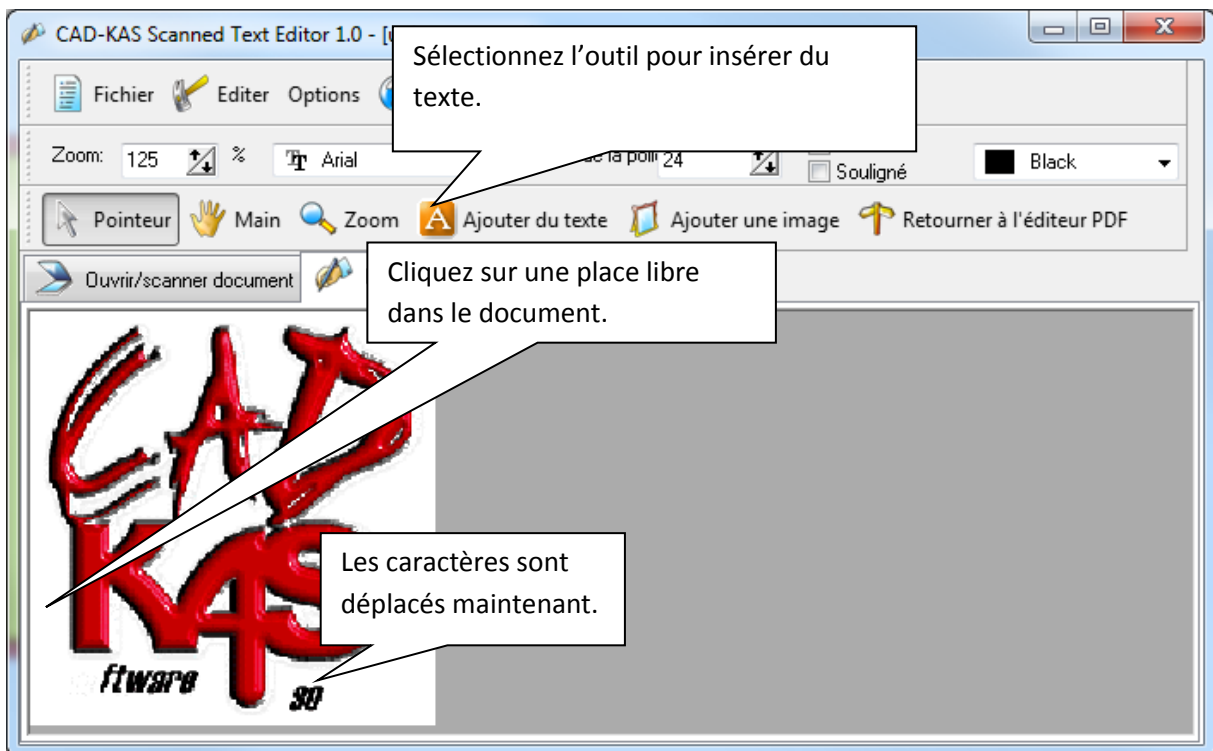 CAD-KAS Scanned Text Editor 1.0 - [
Sélectionnez l’outil pour insérer du
texte.
Fichier Editer Options
Zoom: 125 % Arial 24 Souligné Black
Pointeur Main Zoom Ajouter du texte Ajouter une image Retourner à l'éditeur PDF
Ouvrir/scanner document
Cliquez sur une place libre
dans le document.
CAD
KAS
Les caractères sont
déplacés maintenant.
ftware
so